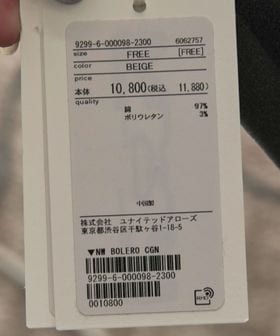 9299-6-000098-2300 6062757
size FREE [FREE]
color BEIGE
price
本体 10,800(税込 11,880)
quality
綿 97%
ポリウレタン 3%
中国製
株式会社 ユナイテッドアローズ
東京都渋谷区千駄ヶ谷1-18-5
▼NW BOLERO CGN
9299-6-000098-2300
0010800